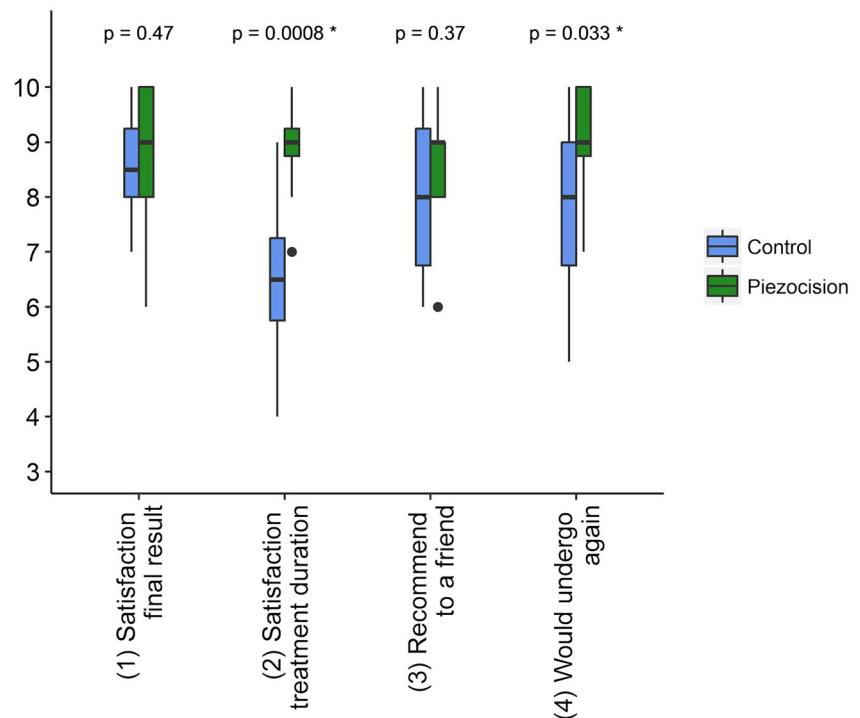 p = 0.47
p = 0.0008 *
p = 0.37
p = 0.033 *
10
9
8
7
6
5
4
3
Control
Piezocision
(1) Satisfaction
final result
(2) Satisfaction
treatment duration
(3) Recommend
to a friend
(4) Would undergo
again